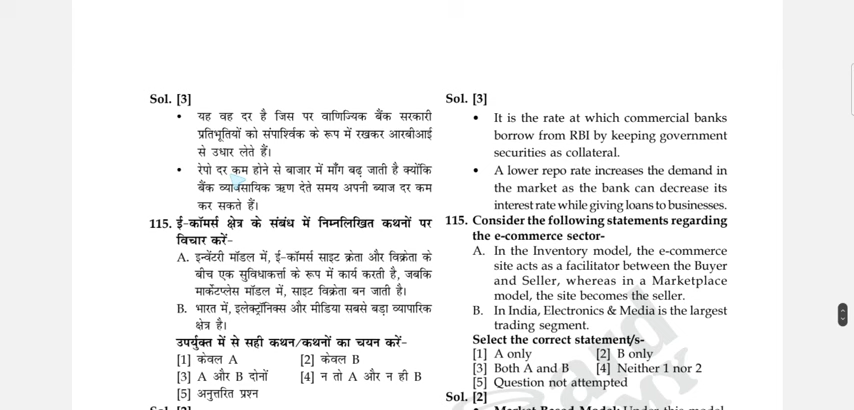 Sol. [3]
• यह वह दर है जिस पर वाणिज्यिक बैंक सरकारी
प्रतिभूतियों को संपार्श्वक के रूप में रखकर आरबीआई
से उधार लेते हैं।
• रेपो दर कम होने से बाजार में माँग बढ़ जाती है क्योंकि
बैंक व्यावसायिक ऋण देते समय अपनी ब्याज दर कम
कर सकते हैं।
115. ई-कॉमर्स क्षेत्र के संबंध में निम्नलिखित कथनों पर
विचार करें-
A. इन्वेंटरी मॉडल में, ई-कॉमर्स साइट क्रेता और विक्रेता के
बीच एक सुविधाकर्त्ता के रूप में कार्य करती है, जबकि
मार्केटप्लेस मॉडल में, साइट विक्रेता बन जाती है।
B. भारत में, इलेक्ट्रॉनिक्स और मीडिया सबसे बड़ा व्यापारिक
क्षेत्र है।
उपर्युक्त में से सही कथन/कथनों का चयन करें-
[1] केवल A [2] केवल B
[3] A और B दोनों [4] न तो A और न ही B
[5] अनुत्तरित प्रश्न
Sol. [3]
• It is the rate at which commercial banks
borrow from RBI by keeping government
securities as collateral.
• A lower repo rate increases the demand in
the market as the bank can decrease its
interest rate while giving loans to businesses.
115. Consider the following statements regarding
the e-commerce sector-
A. In the Inventory model, the e-commerce
site acts as a facilitator between the Buyer
and Seller, whereas in a Marketplace
model, the site becomes the seller.
B. In India, Electronics & Media is the largest
trading segment.
Select the correct statement/s-
[1] A only [2] B only
[3] Both A and B [4] Neither 1 nor 2
[5] Question not attempted
Sol. [2]